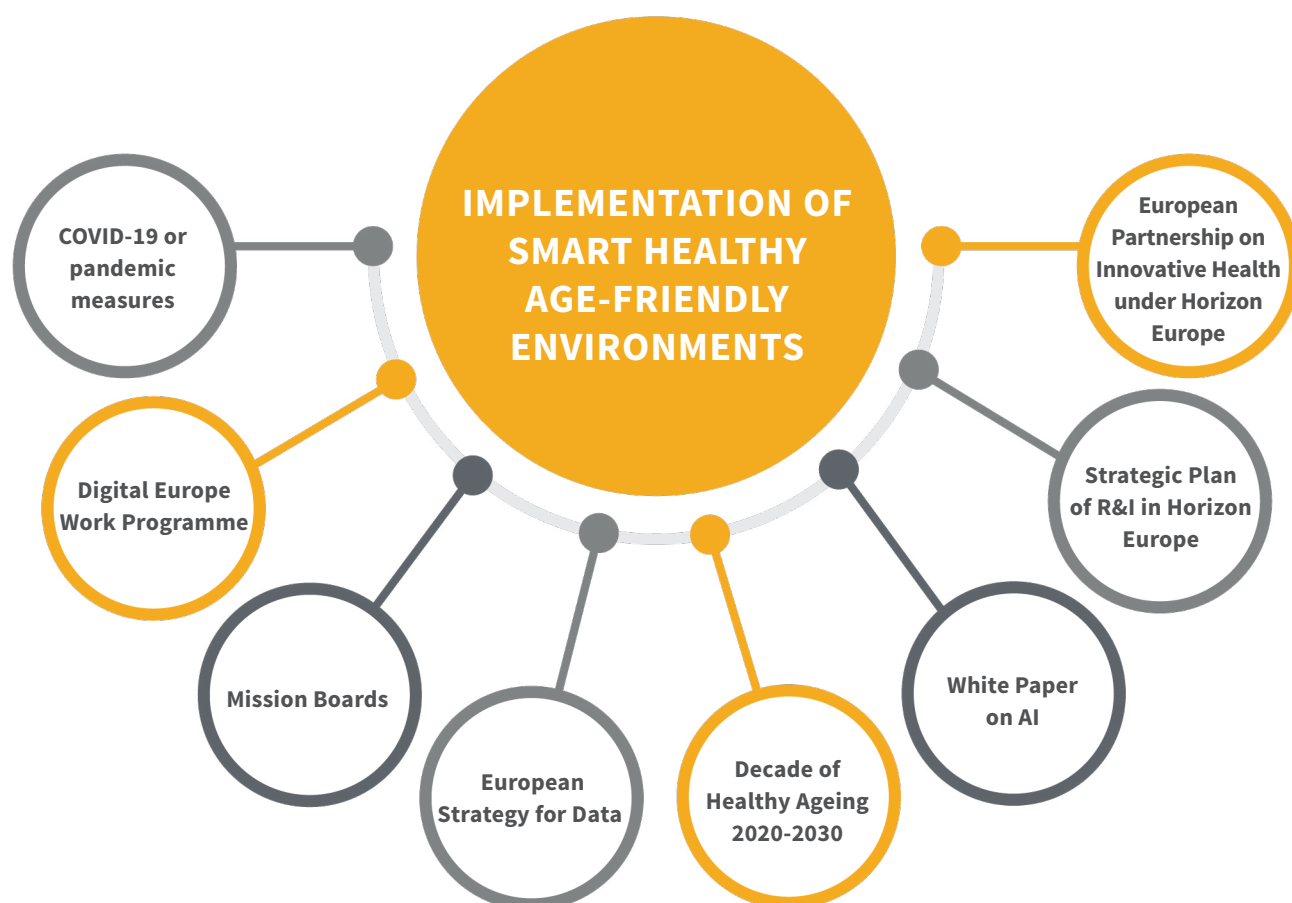 IMPLEMENTATION OF
SMART HEALTHY
AGE-FRIENDLY
ENVIRONMENTS
COVID-19 or
pandemic
measures
Digital Europe
Work Programme
Mission Boards
European
Strategy for Data
Decade of
Healthy Ageing
2020-2030
White Paper
on AI
Strategic Plan
of R&I in Horizon
Europe
European
Partnership on
Innovative Health
under Horizon
Europe